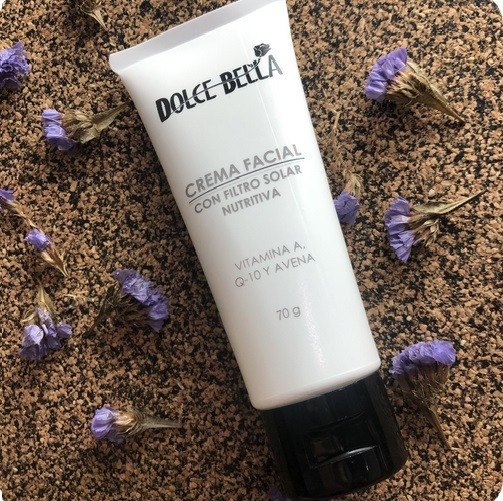 DOLCE BELLA
CREMA FACIAL
CON FILTRO SOLAR
NUTRITIVA
VITAMINA A,
Q-10 Y AVENA
70 g